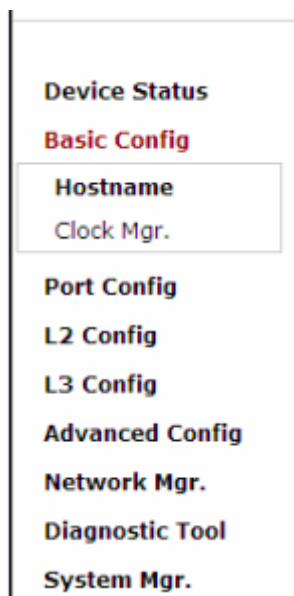 Device Status
Basic Config
Hostname
Clock Mgr.
Port Config
L2 Config
L3 Config
Advanced Config
Network Mgr.
Diagnostic Tool
System Mgr.